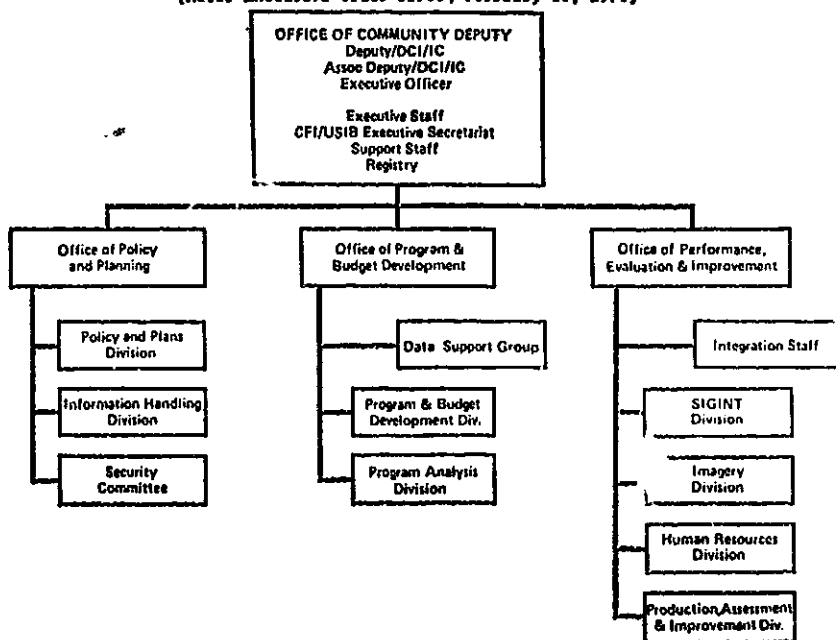 OFFICE OF COMMUNITY DEPUTY
Deputy/DCI/IC
Assoc Deputy/DCI/IC
Executive Officer
Executive Staff
CFI/USIB Executive Secretariat
Support Staff
Registry
Office of Policy
and Planning
Policy and Plans
Division
Information Handling
Division
Security
Committee
Office of Program &
Budget Development
Data Support Group
Program & Budget
Development Div.
Program Analysis
Division
Office of Performance,
Evaluation & Improvement
Integration Staff
SIGINT
Division
Imagery
Division
Human Resources
Division
Production,Assessment
& Improvement Div.